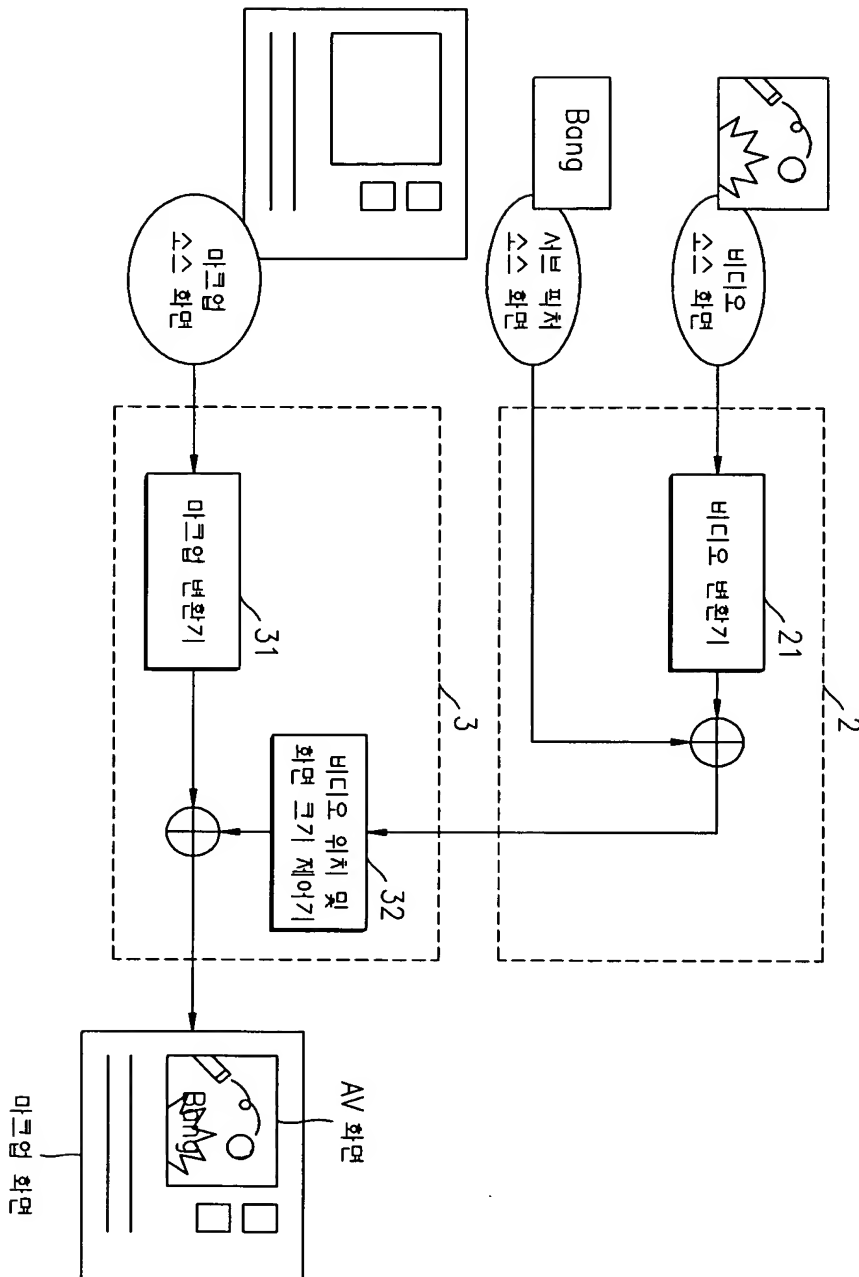 2
21
비디오
소스 화면
비디오 변환기
Bang
서브 픽처
소스 화면
3
32
비디오 위치 및
화면 크기 제어기
AV 화면
31
마크업
소스 화면
마크업 변환기
Bang
마크업 화면